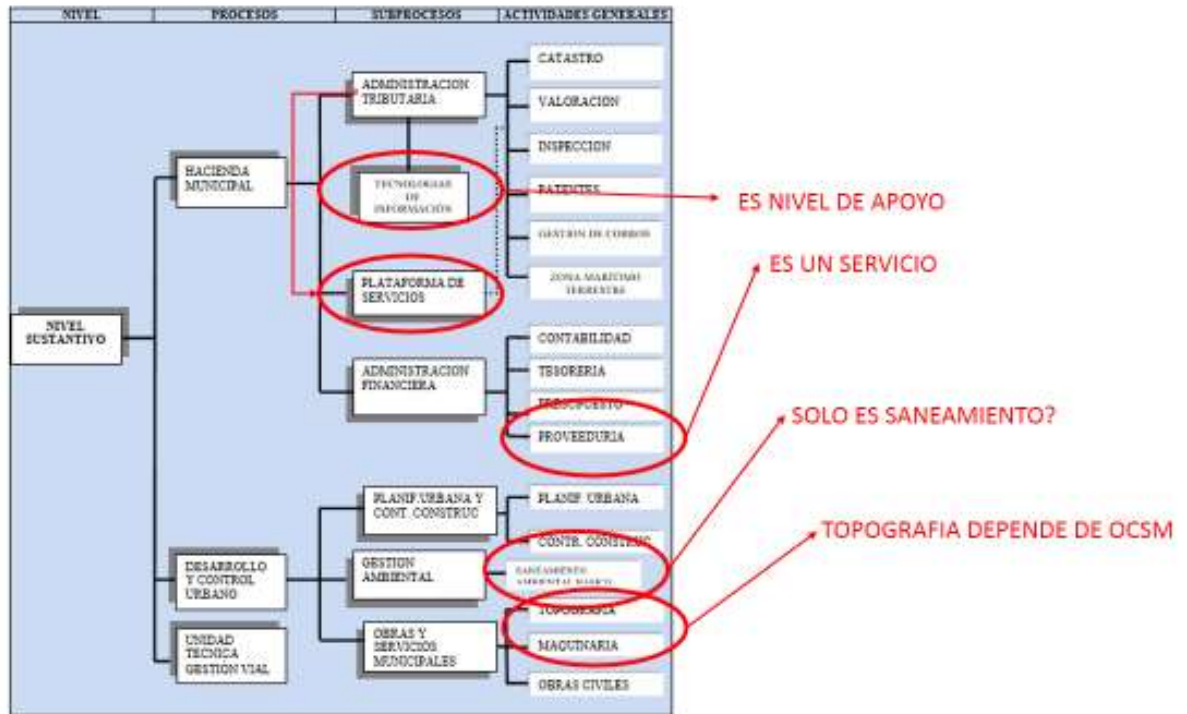 NIVEL PROCESOS SUBPROCESOS ACTIVIDADES GENERALES
NIVEL
SUSTANTIVO
HACIENDA
MUNICIPAL
ADMINISTRACION
TRIBUTARIA
CATASTRO
VALORACION
INSPECCION
PATENTES
GESTION DE COBROS
ZONA MARITIMO
TERRESTRE
TECNOLOGIAS
DE
INFORMACIÓN
PLATAFORMA DE
SERVICIOS
ADMINISTRACION
FINANCIERA
CONTABILIDAD
TESORERIA
PRESUPUESTO
PROVEEDURIA
DESARROLLO
Y CONTROL
URBANO
PLANIF.URBANA Y
CONT. CONSTRUC
PLANIF. URBANA
CONTR. CONSTRUC
GESTION
AMBIENTAL
SANEAMIENTO
AMBIENTAL BASICO
OBRAS Y
SERVICIOS
MUNICIPALES
TOPOGRAFIA
MAQUINARIA
OBRAS CIVILES
UNIDAD
TECNICA
GESTIÓN VIAL
ES NIVEL DE APOYO
ES UN SERVICIO
SOLO ES SANEAMIENTO?
TOPOGRAFIA DEPENDE DE OCSM